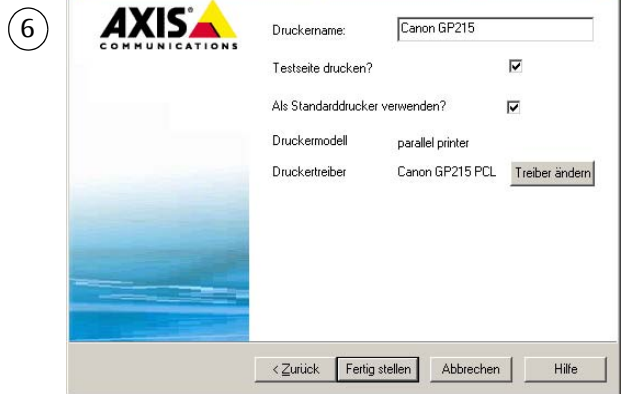 6
AXIS
COMMUNICATIONS
Druckername: Canon GP215
Testseite drucken?
Als Standarddrucker verwenden?
Druckermodell parallel printer
Druckertreiber Canon GP215 PCL Treiber ändern
< Zurück Fertig stellen Abbrechen Hilfe